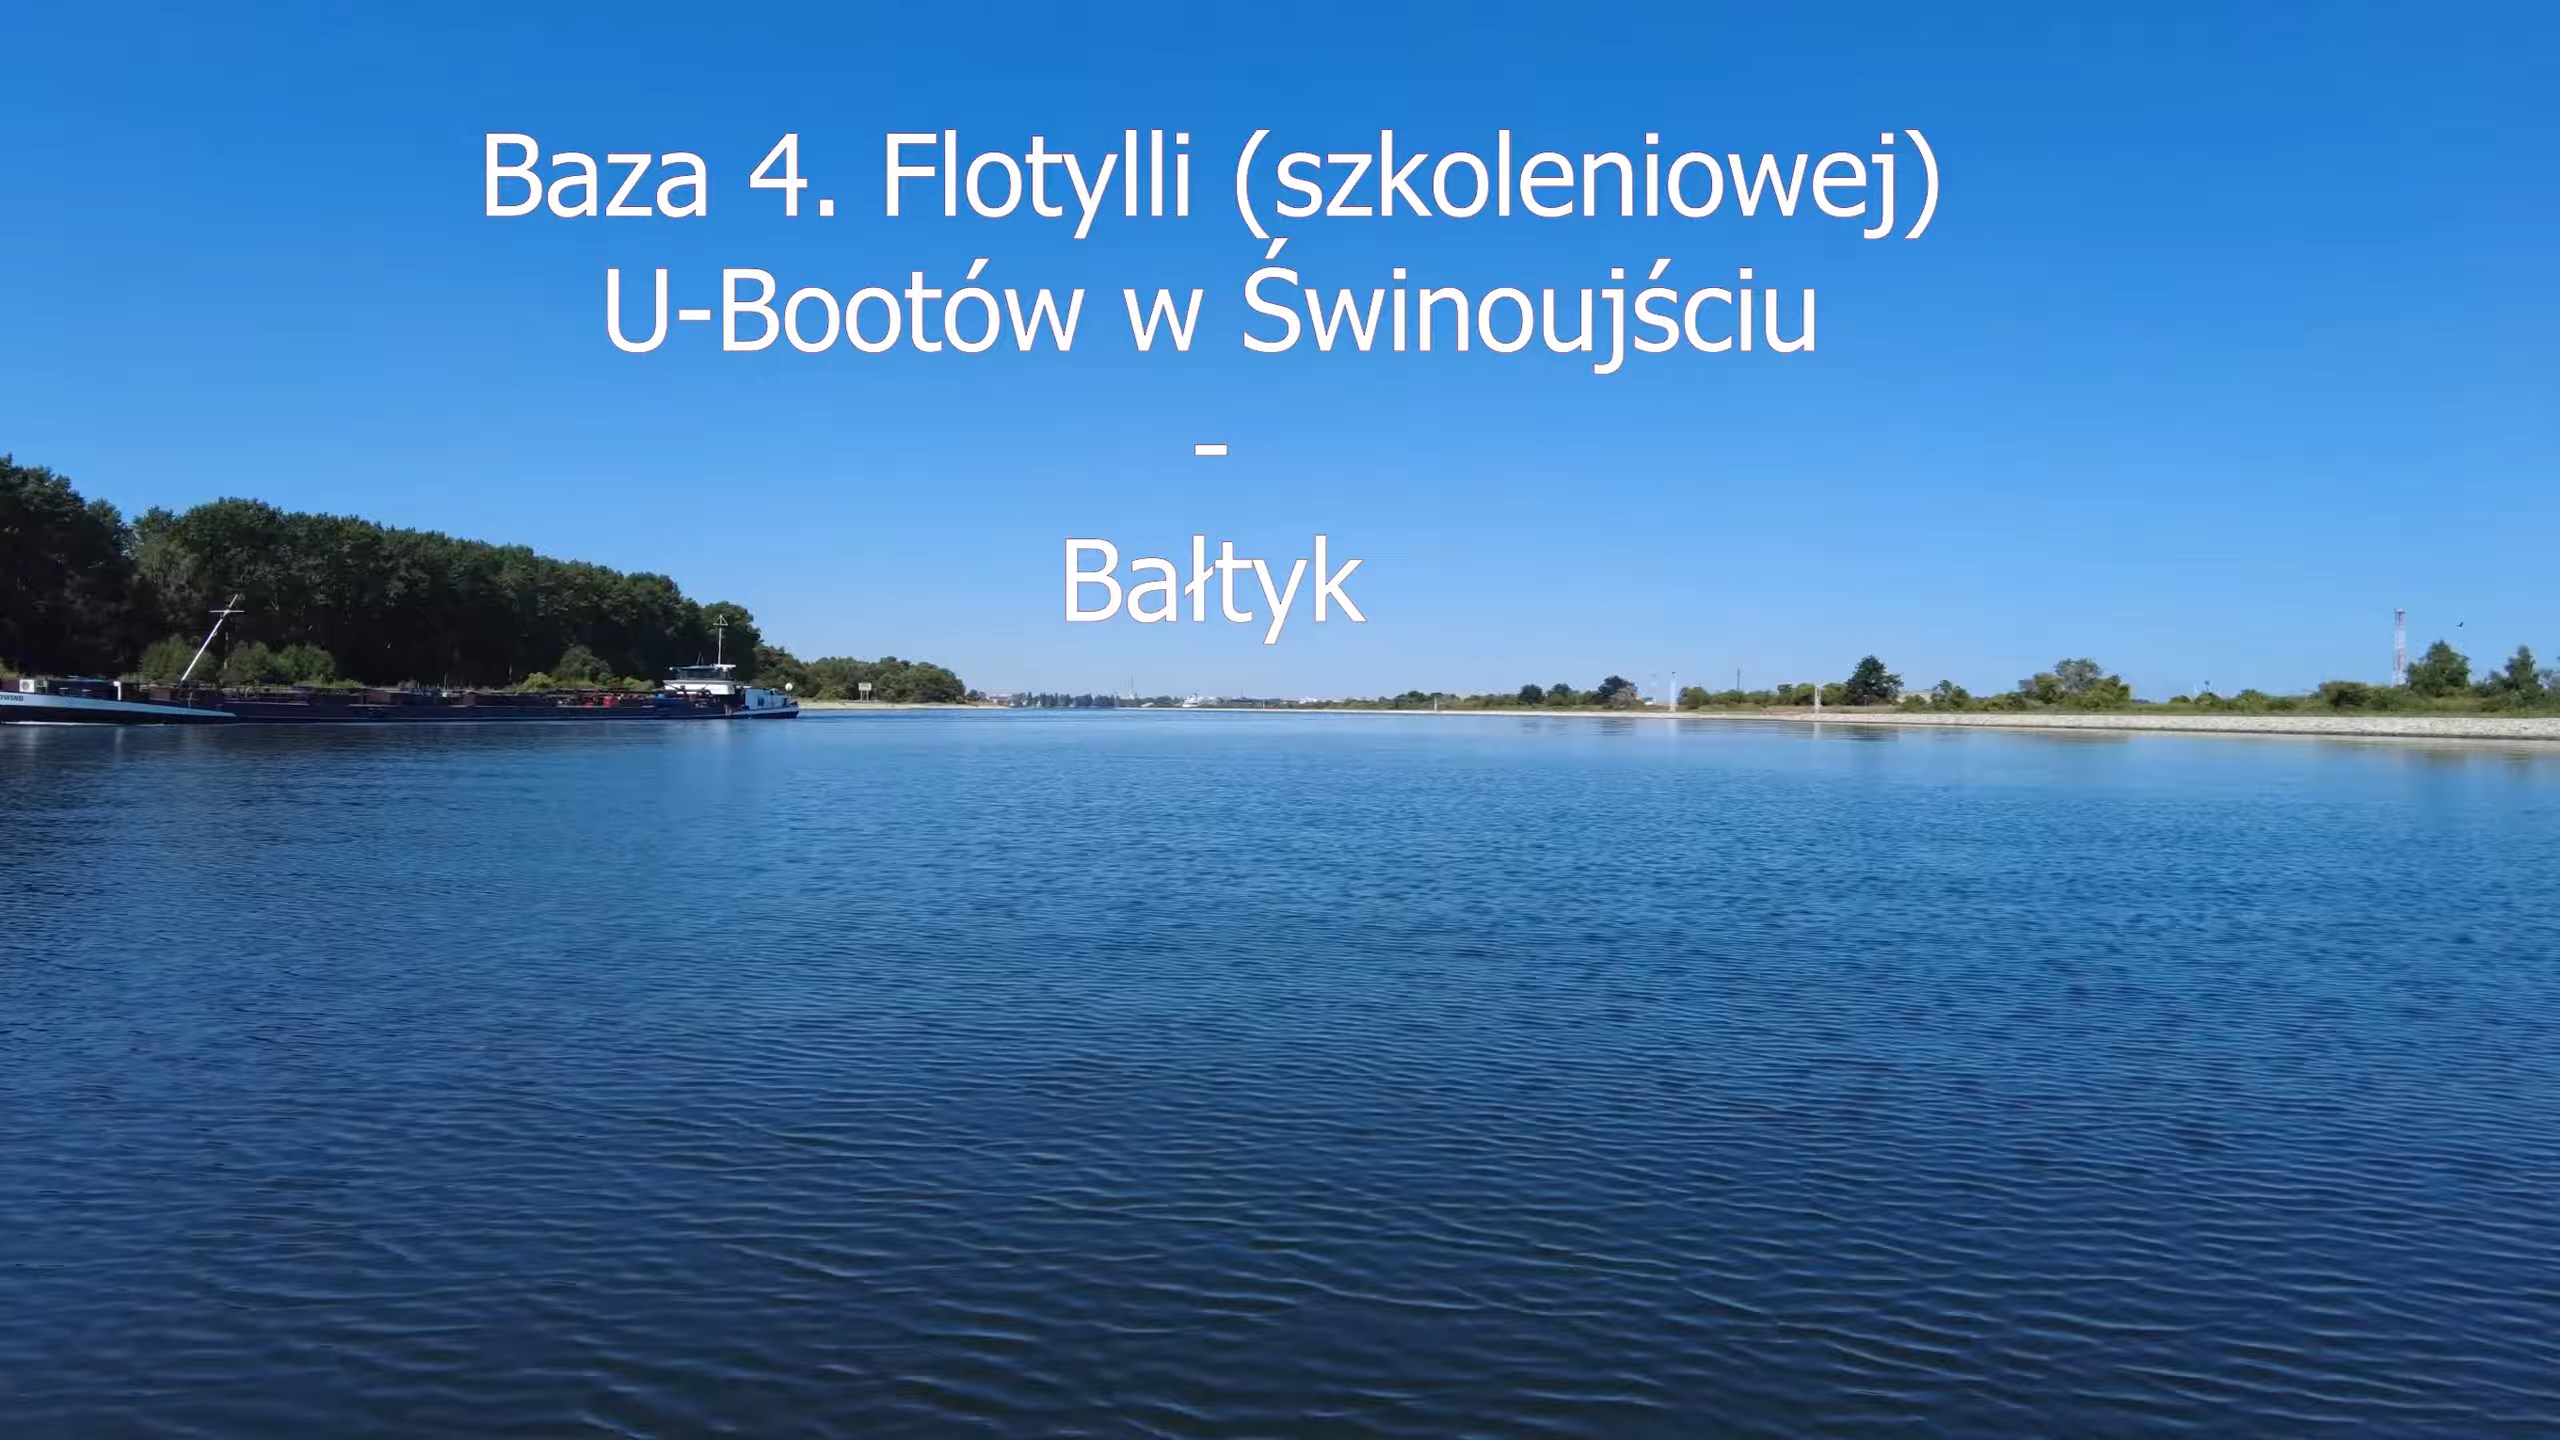 Baza 4. Flotylli (szkoleniowej)
U-Bootów w Świnoujściu
-
Bałtyk